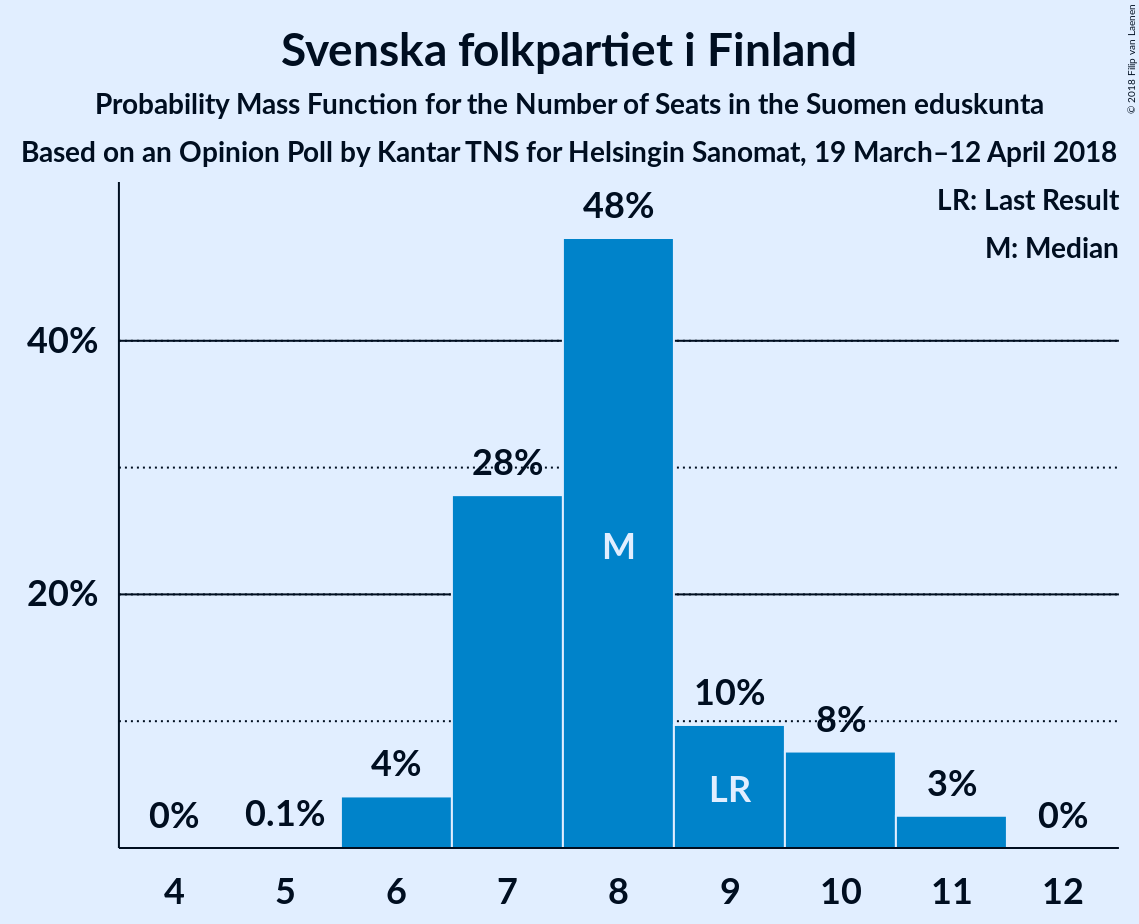 Svenska folkpartiet i Finland
Probability Mass Function for the Number of Seats in the Suomen eduskunta
Based on an Opinion Poll by Kantar TNS for Helsingin Sanomat, 19 March–12 April 2018
© 2018 Filip van Laenen
LR: Last Result
M: Median
48%
40%
28%
M
20%
10%
8%
4%
LR
3%
0%
0.1%
0%
4 5 6 7 8 9 10 11 12